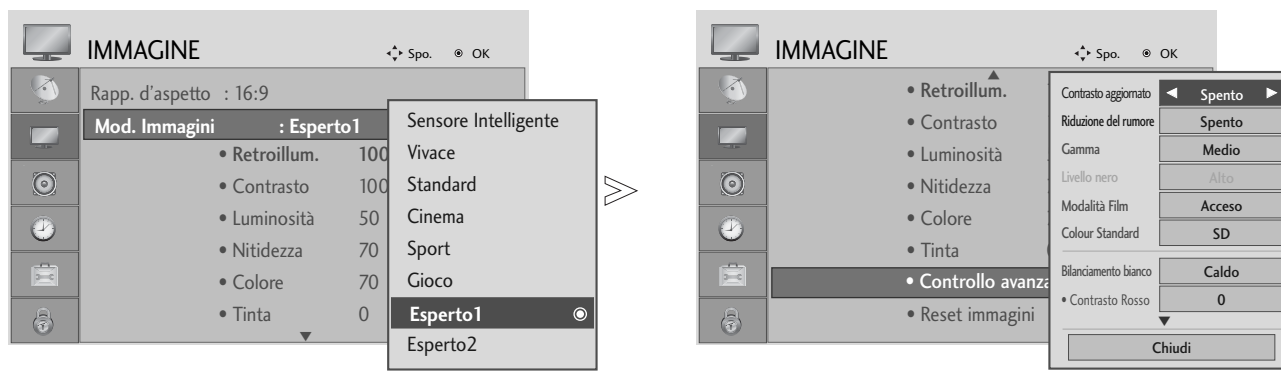 IMMAGINE
Spo. OK
Rapp. d'aspetto : 16:9
Mod. Immagini : Esperto1
• Retroillum. 100
• Contrasto 100
• Luminosità 50
• Nitidezza 70
• Colore 70
• Tinta 0
Sensore Intelligente
Vivace
Standard
Cinema
Sport
Gioco
Esperto1
Esperto2
IMMAGINE
Spo. OK
• Retroillum.
• Contrasto
• Luminosità
• Nitidezza
• Colore
• Tinta
• Controllo avanza
• Reset immagini
Contrasto aggiornato Spento
Riduzione del rumore Spento
Gamma Medio
Livello nero Alto
Modalità Film Acceso
Colour Standard SD
Bilanciamento bianco Caldo
• Contrasto Rosso 0
Chiudi